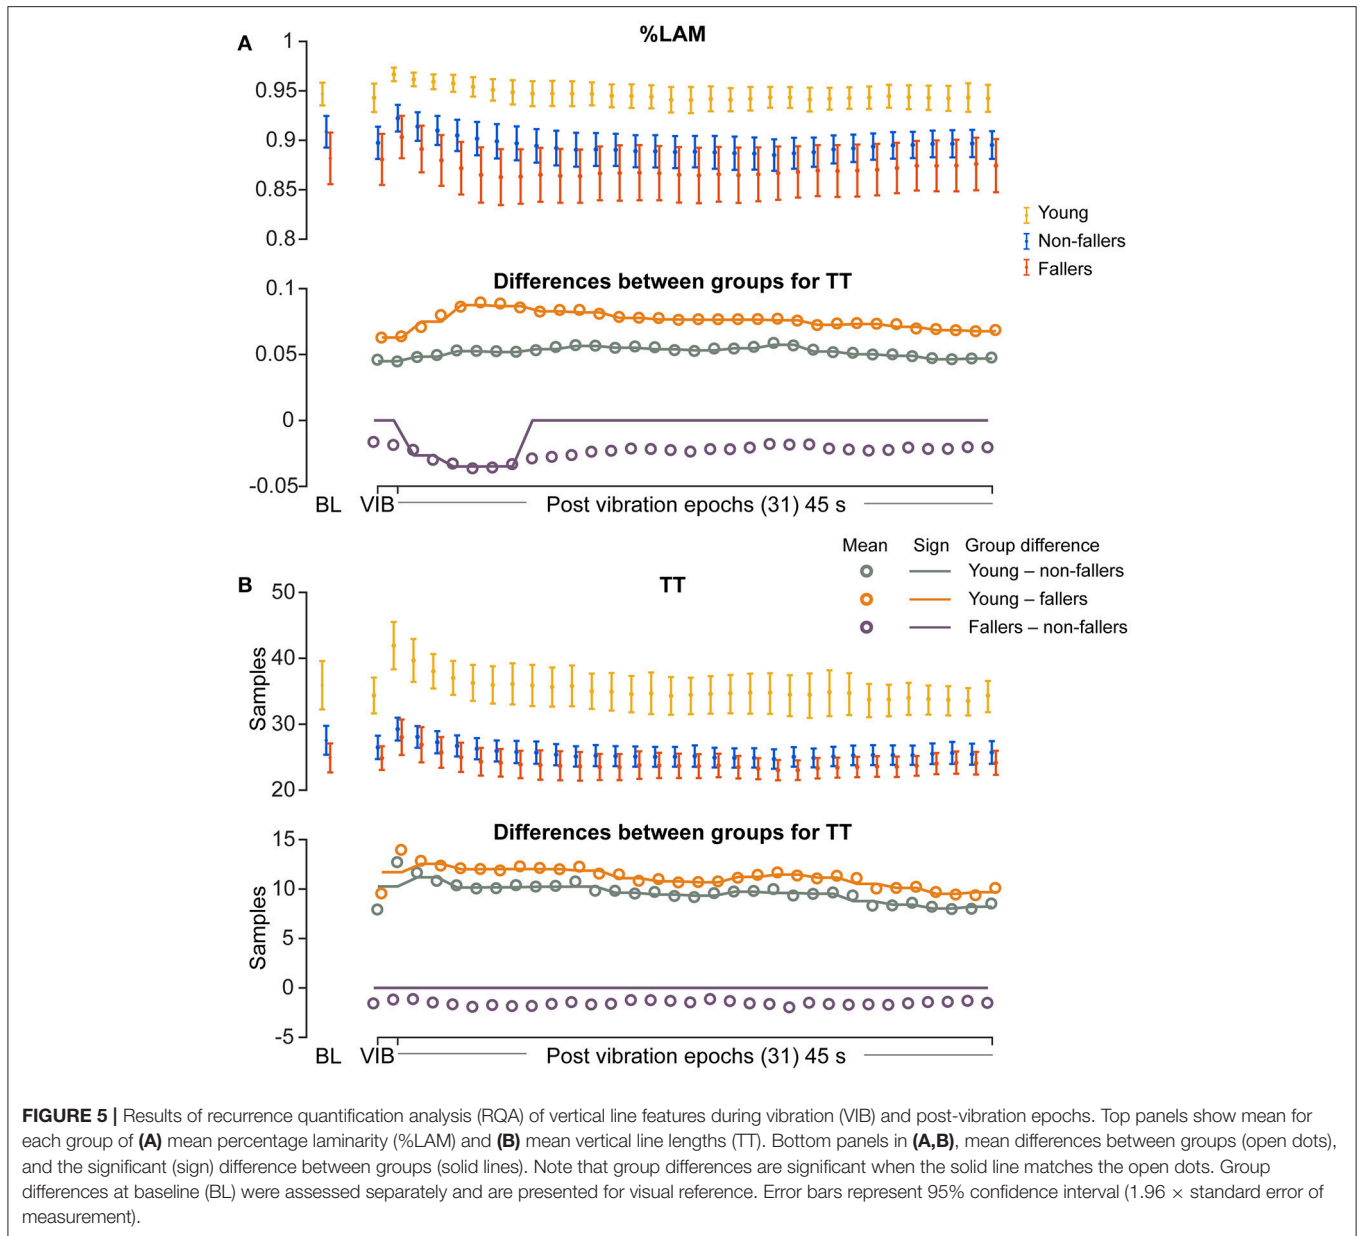 A
%LAM
1
0.95
0.9
0.85
0.8
Young
Non-fallers
Fallers
Differences between groups for TT
0.1
0.05
0
-0.05
BL VIB Post vibration epochs (31) 45 s
Mean Sign Group difference
Young – non-fallers
Young – fallers
Fallers – non-fallers
B
TT
50
40
30
20
Samples
Differences between groups for TT
15
10
5
0
-5
Samples
BL VIB Post vibration epochs (31) 45 s
FIGURE 5 | Results of recurrence quantification analysis (RQA) of vertical line features during vibration (VIB) and post-vibration epochs. Top panels show mean for
each group of (A) mean percentage laminarity (%LAM) and (B) mean vertical line lengths (TT). Bottom panels in (A,B), mean differences between groups (open dots),
and the significant (sign) difference between groups (solid lines). Note that group differences are significant when the solid line matches the open dots. Group
differences at baseline (BL) were assessed separately and are presented for visual reference. Error bars represent 95% confidence interval (1.96 × standard error of
measurement).